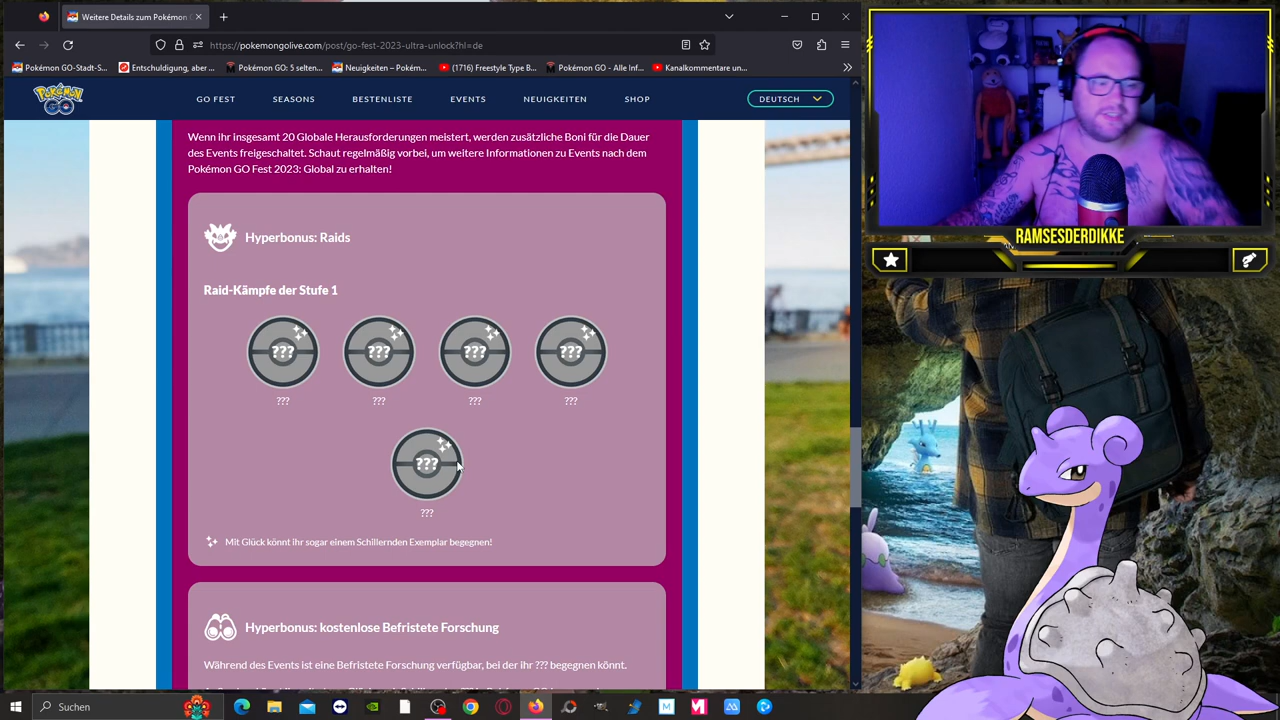 Weitere Details zum Pokémon G
https://pokemongolive.com/post/go-fest-2023-ultra-unlock?hl=de
Pokémon GO-Stadt-S...
Entschuldigung, aber ...
Pokémon GO: 5 selten...
Neuigkeiten – Pokém...
(1716) Freestyle Type B...
Pokémon GO - Alle Inf...
Kanalkommentare un...
POKÉMON GO
GO FEST
SEASONS
BESTENLISTE
EVENTS
NEUIGKEITEN
SHOP
DEUTSCH
Wenn ihr insgesamt 20 Globale Herausforderungen meistert, werden zusätzliche Boni für die Dauer
des Events freigeschaltet. Schaut regelmäßig vorbei, um weitere Informationen zu Events nach dem
Pokémon GO Fest 2023: Global zu erhalten!
Hyperbonus: Raids
Raid-Kämpfe der Stufe 1
??? ??? ??? ???
??? ??? ??? ???
???
???
Mit Glück könnt ihr sogar einem Schillernden Exemplar begegnen!
Hyperbonus: kostenlose Befristete Forschung
Während des Events ist eine Befristete Forschung verfügbar, bei der ihr ??? begegnen könnt.
RAMSESDERDIKKE
Suchen